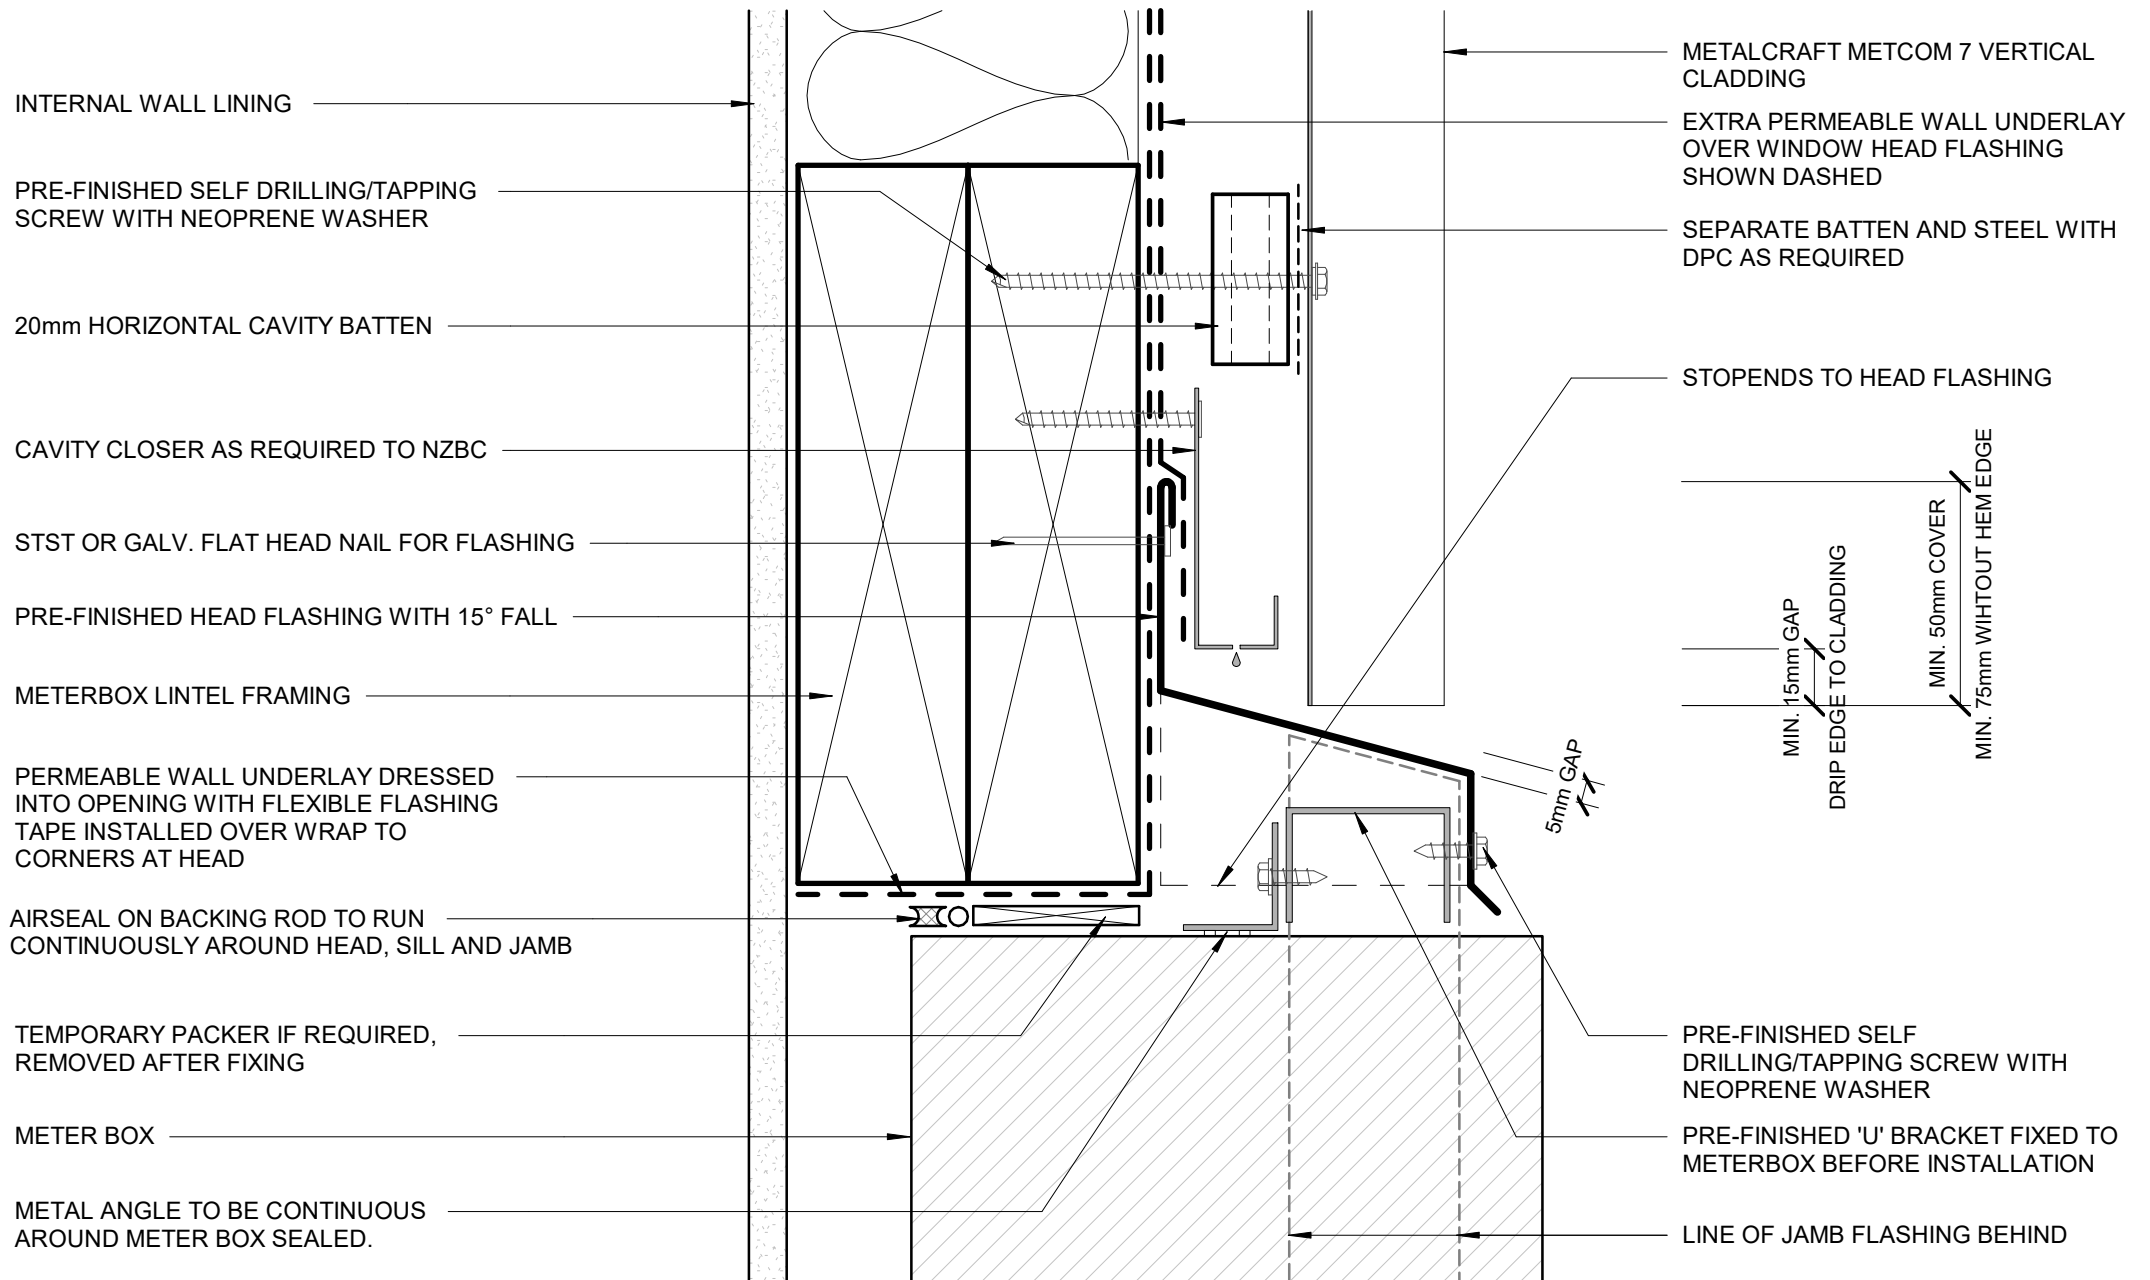 INTERNAL WALL LINING
PRE-FINISHED SELF DRILLING/TAPPING
SCREW WITH NEOPRENE WASHER
20mm HORIZONTAL CAVITY BATTEN
CAVITY CLOSER AS REQUIRED TO NZBC
STST OR GALV. FLAT HEAD NAIL FOR FLASHING
PRE-FINISHED HEAD FLASHING WITH 15° FALL
METERBOX LINTEL FRAMING
PERMEABLE WALL UNDERLAY DRESSED
INTO OPENING WITH FLEXIBLE FLASHING
TAPE INSTALLED OVER WRAP TO
CORNERS AT HEAD
AIRSEAL ON BACKING ROD TO RUN
CONTINUOUSLY AROUND HEAD, SILL AND JAMB
TEMPORARY PACKER IF REQUIRED,
REMOVED AFTER FIXING
METER BOX
METAL ANGLE TO BE CONTINUOUS
AROUND METER BOX SEALED.
METALCRAFT METCOM 7 VERTICAL
CLADDING
EXTRA PERMEABLE WALL UNDERLAY
OVER WINDOW HEAD FLASHING
SHOWN DASHED
SEPARATE BATTEN AND STEEL WITH
DPC AS REQUIRED
STOPENDS TO HEAD FLASHING
MIN. 15mm GAP
DRIP EDGE TO CLADDING
MIN. 50mm COVER
MIN. 75mm WIHTOUT HEM EDGE
5mm GAP
PRE-FINISHED SELF
DRILLING/TAPPING SCREW WITH
NEOPRENE WASHER
PRE-FINISHED 'U' BRACKET FIXED TO
METERBOX BEFORE INSTALLATION
LINE OF JAMB FLASHING BEHIND